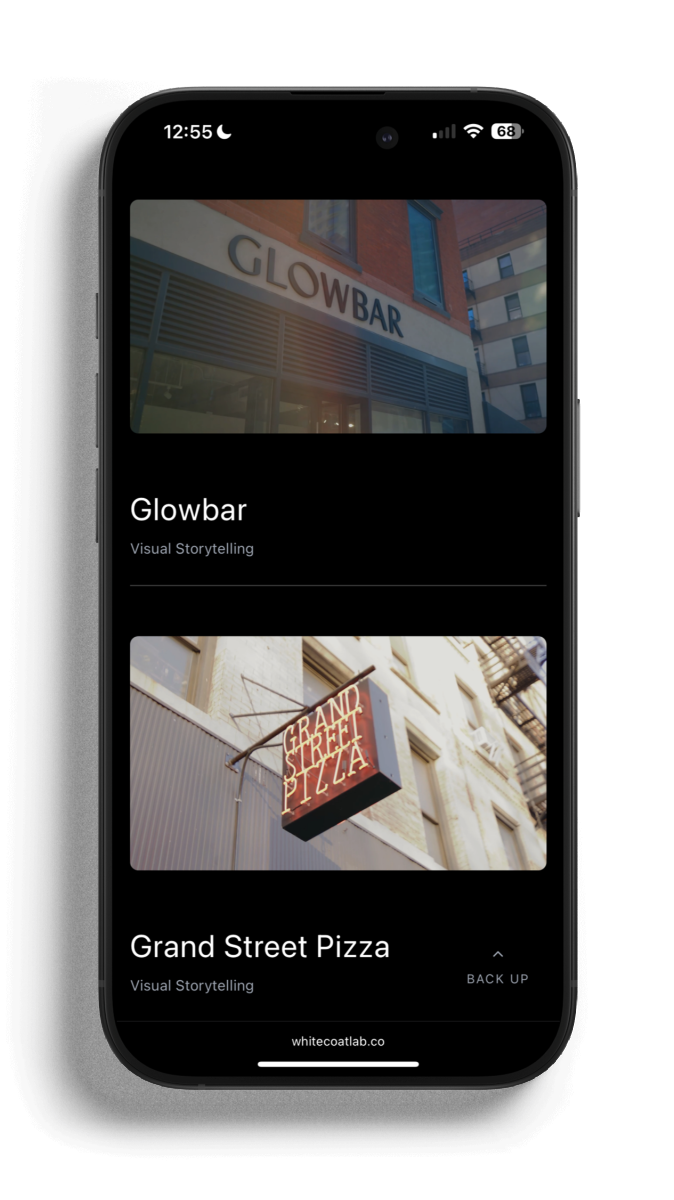 12:55
68
GLOWBAR
Glowbar
Visual Storytelling
GRAND
STREET
PIZZA
Grand Street Pizza
Visual Storytelling
BACK UP
whitecoatlab.co